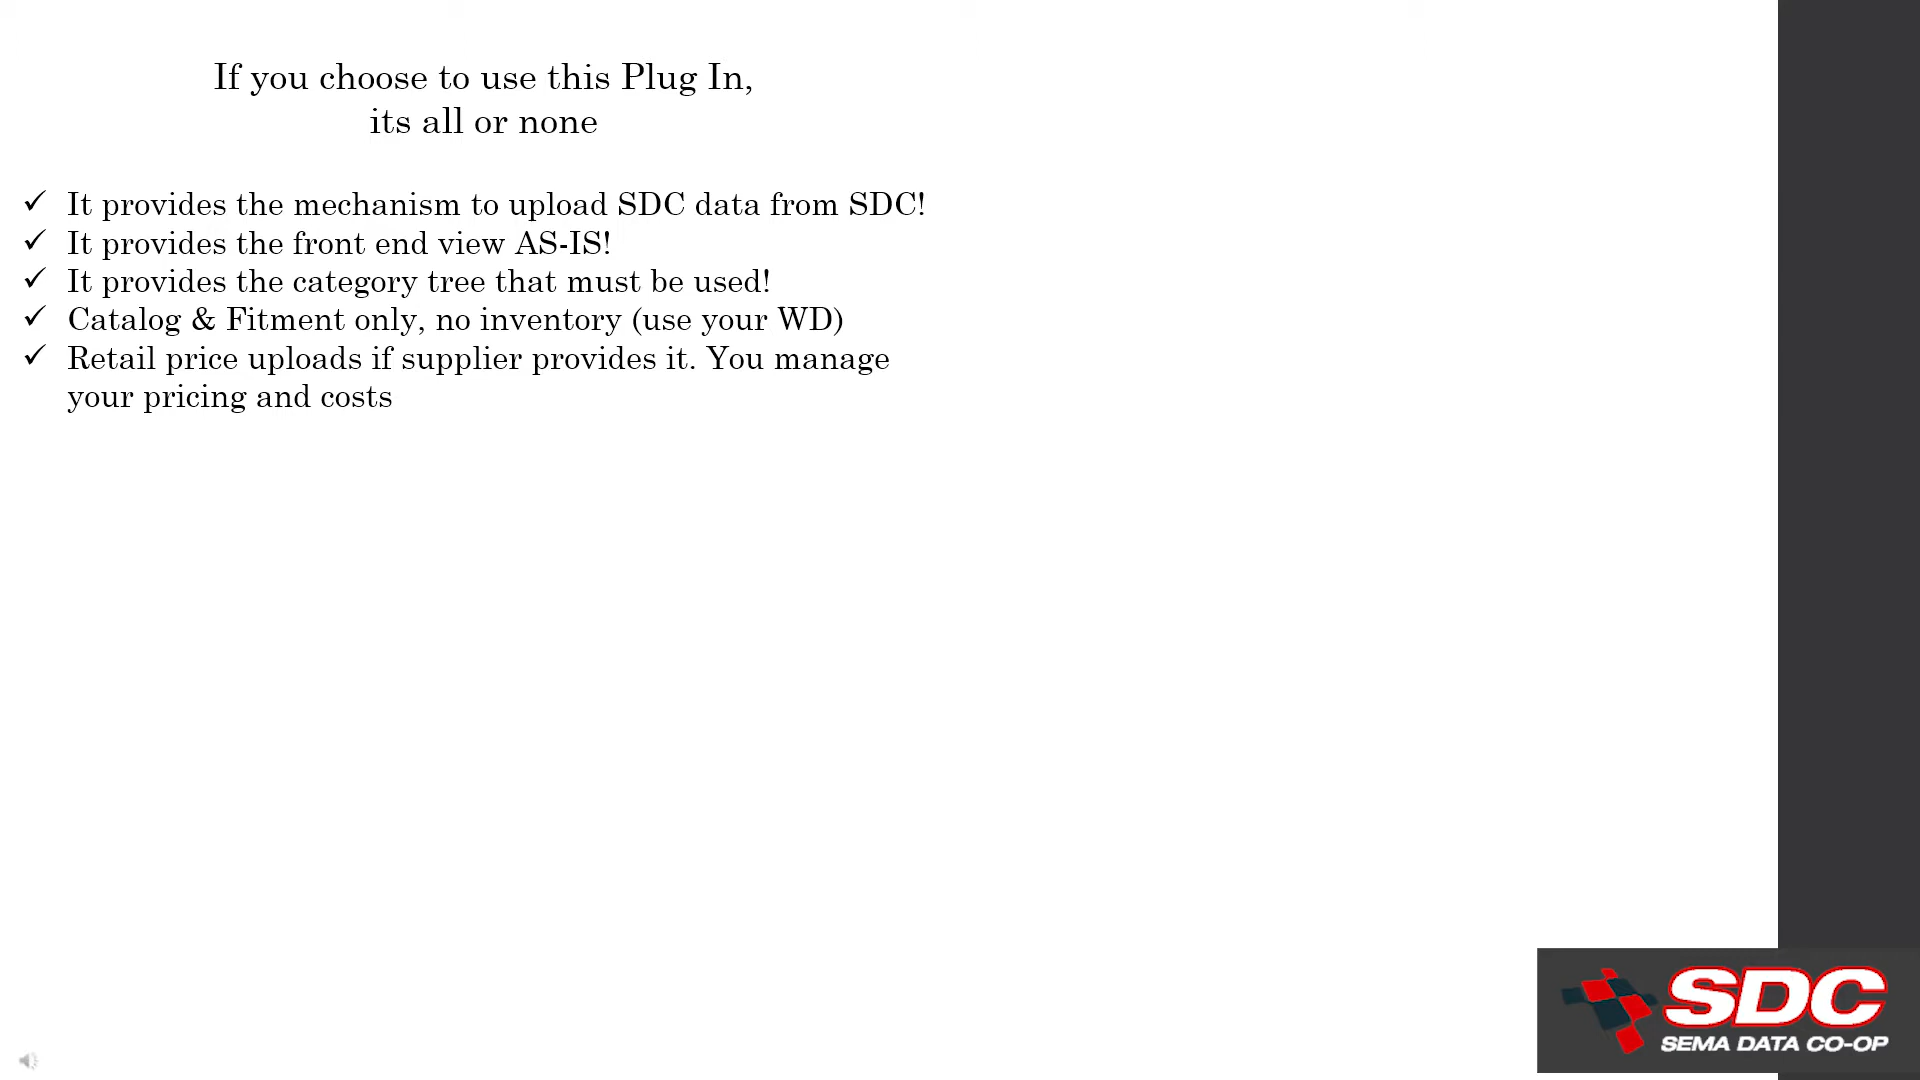 If you choose to use this Plug In,
its all or none
✓ It provides the mechanism to upload SDC data from SDC!
✓ It provides the front end view AS-IS!
✓ It provides the category tree that must be used!
✓ Catalog & Fitment only, no inventory (use your WD)
✓ Retail price uploads if supplier provides it. You manage
your pricing and costs
SDC
SEMA DATA CO-OP